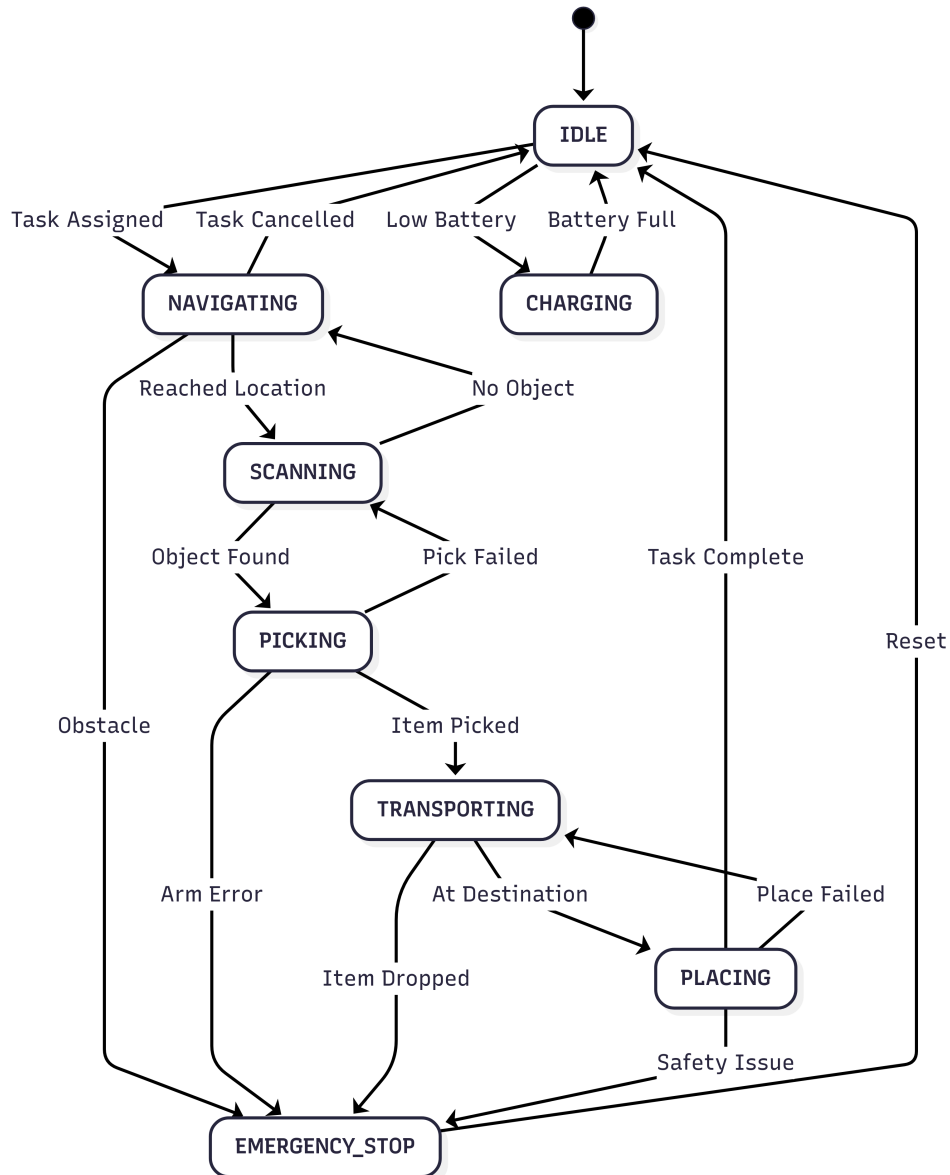 IDLE
Task Assigned
Task Cancelled
Low Battery
Battery Full
NAVIGATING
CHARGING
Reached Location
No Object
SCANNING
Object Found
Pick Failed
Task Complete
PICKING
Reset
Obstacle
Item Picked
TRANSPORTING
Arm Error
At Destination
Place Failed
Item Dropped
PLACING
Safety Issue
EMERGENCY_STOP